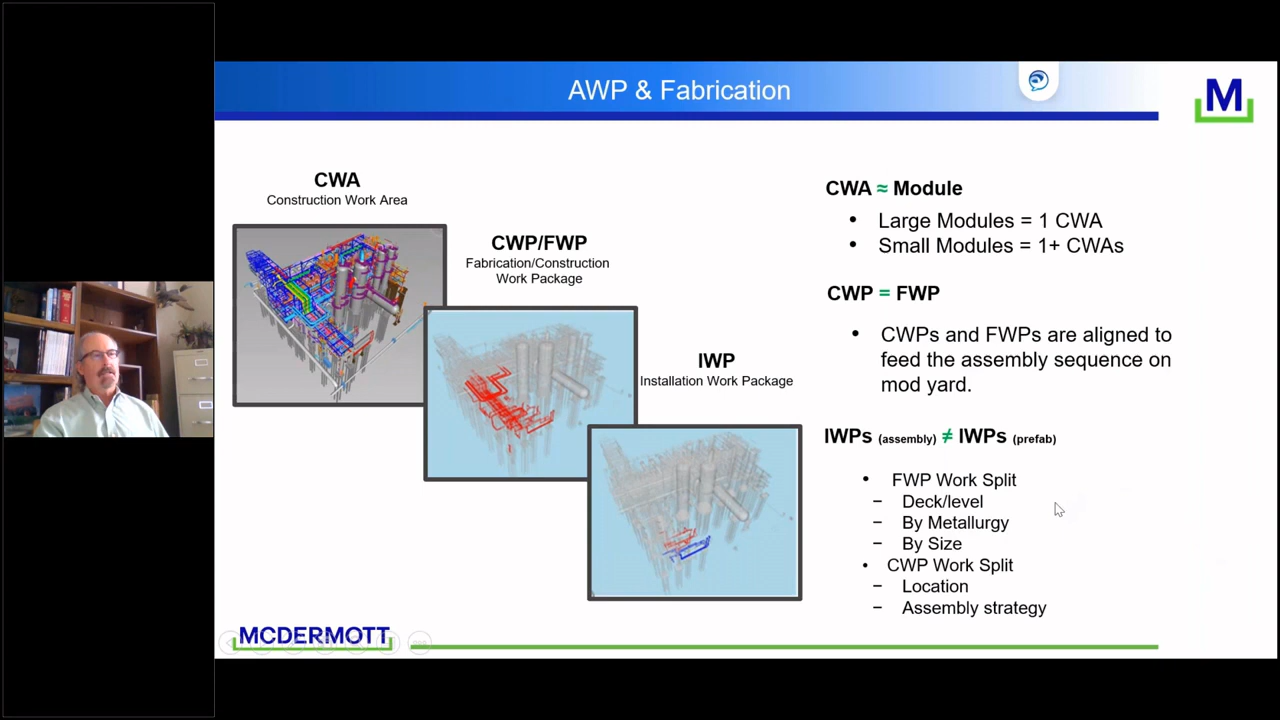 AWP & Fabrication
M
CWA
Construction Work Area
CWP/FWP
Fabrication/Construction
Work Package
IWP
Installation Work Package
CWA ≈ Module
• Large Modules = 1 CWA
• Small Modules = 1+ CWAs
CWP = FWP
• CWPs and FWPs are aligned to
feed the assembly sequence on
mod yard.
IWPs (assembly) ≠ IWPs (prefab)
• FWP Work Split
− Deck/level
− By Metallurgy
− By Size
• CWP Work Split
− Location
− Assembly strategy
MCDERMOTT